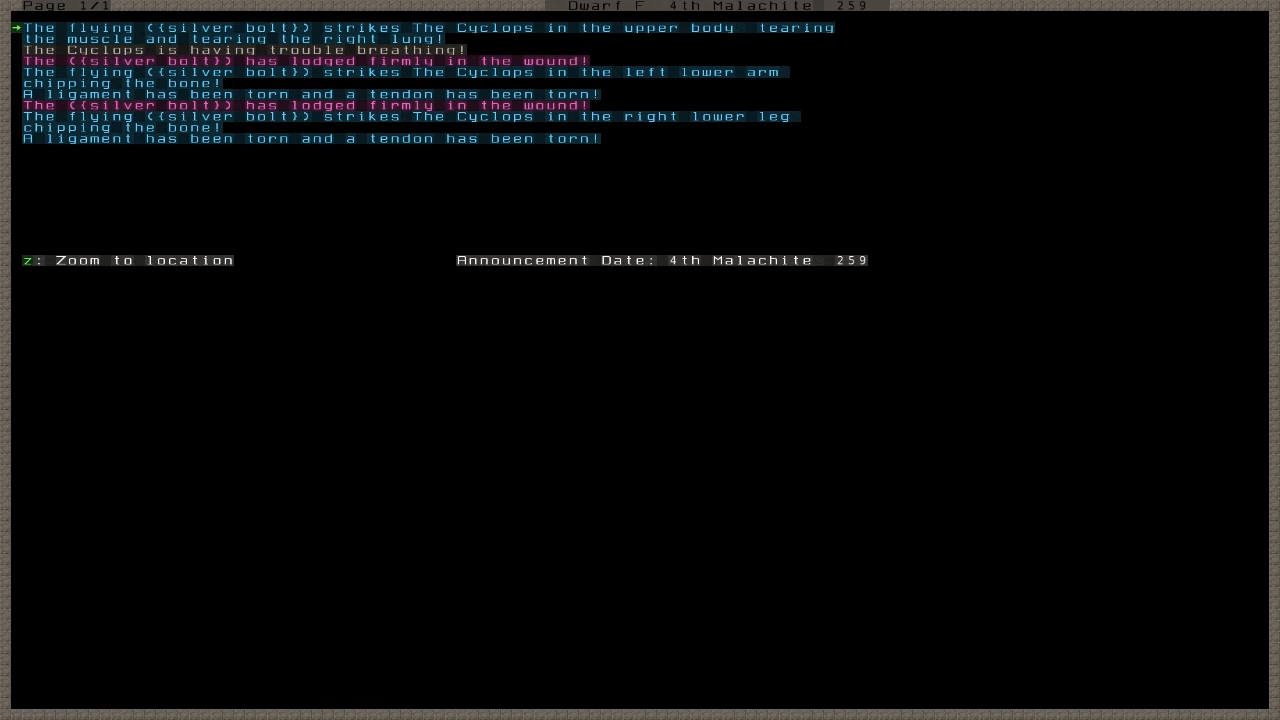 Page 1/1 Dwarf F 4th Malachite 259
→The flying ({silver bolt}) strikes The Cyclops in the upper body tearing
the muscle and tearing the right lung!
The Cyclops is having trouble breathing!
The ({silver bolt}) has lodged firmly in the wound!
The flying ({silver bolt}) strikes The Cyclops in the left lower arm
chipping the bone!
A ligament has been torn and a tendon has been torn!
The ({silver bolt}) has lodged firmly in the wound!
The flying ({silver bolt}) strikes The Cyclops in the right lower leg
chipping the bone!
A ligament has been torn and a tendon has been torn!
z: Zoom to location Announcement Date: 4th Malachite 259